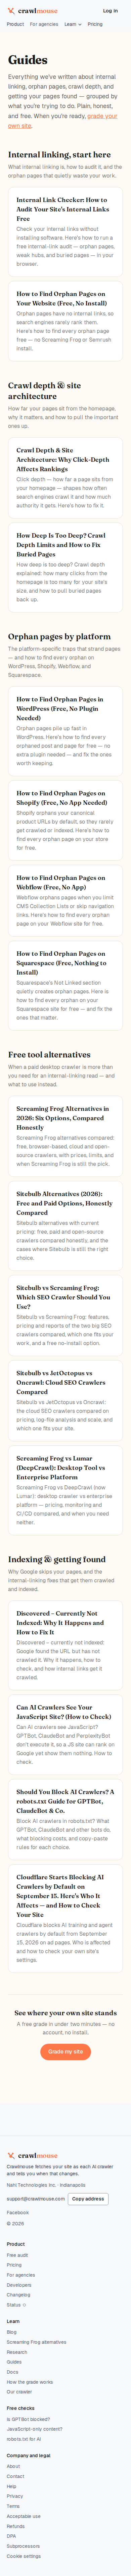 crawlmouse
Log in
Product
For agencies
Learn
Pricing
Guides
Everything we've written about internal
linking, orphan pages, crawl depth, and
getting your pages found — grouped by
what you're trying to do. Plain, honest,
and free. When you're ready, grade your
own site.
Internal linking, start here
What internal linking is, how to audit it, and the
orphan pages that quietly waste your work.
Internal Link Checker: How to
Audit Your Site's Internal Links
Free
Check your internal links without
installing software. Here's how to run a
free internal-link audit — orphan pages,
weak hubs, and buried pages — in your
browser.
How to Find Orphan Pages on
Your Website (Free, No Install)
Orphan pages have zero internal links, so
search engines rarely rank them.
Here's how to find every orphan page
free — no Screaming Frog or Semrush
install.
Crawl depth & site
architecture
How far your pages sit from the homepage,
why it matters, and how to pull the important
ones up.
Crawl Depth & Site
Architecture: Why Click-Depth
Affects Rankings
Click depth — how far a page sits from
your homepage — shapes how often
search engines crawl it and how much
authority it gets. Here's how to fix it.
How Deep Is Too Deep? Crawl
Depth Limits and How to Fix
Buried Pages
How deep is too deep? Crawl depth
explained: how many clicks from the
homepage is too many for your site's
size, and how to pull buried pages
back up.
Orphan pages by platform
The platform-specific traps that strand pages
and how to find every orphan on
WordPress, Shopify, Webflow, and
Squarespace.
How to Find Orphan Pages in
WordPress (Free, No Plugin
Needed)
Orphan pages pile up fast in
WordPress. Here's how to find every
orphaned post and page for free — no
plugin needed — and the fixes
worth keeping.
How to Find Orphan Pages on
Shopify (Free, No App Needed)
Shopify orphans your canonical
product URLs by default, so they rarely
get crawled or indexed. Here's how to
find every orphan page on your store
for free.
How to Find Orphan Pages on
Webflow (Free, No App)
Webflow orphans pages when you limit
CMS Collection Lists or skip navigation
links. Here's how to find every orphan
page on your Webflow site for free.
How to Find Orphan Pages on
Squarespace (Free, Nothing to
Install)
Squarespace's Not Linked section
quietly creates orphan pages. Here is
how to find every orphan on your
Squarespace site for free — and fix the
ones that matter.
Free tool alternatives
When a paid desktop crawler is more than
you need for an internal-linking read — and
what to use instead.
Screaming Frog Alternatives in
2026: Six Options, Compared
Honestly
Screaming Frog alternatives compared:
free, browser-based, cloud and open-
source crawlers, with prices, limits, and
when Screaming Frog is still the pick.
Sitebulb Alternatives (2026):
Free and Paid Options, Honestly
Compared
Sitebulb alternatives with current
pricing: free, paid and open-source
crawlers compared honestly, and the
cases where Sitebulb is still the right
choice.
Sitebulb vs Screaming Frog:
Which SEO Crawler Should You
Use?
Sitebulb vs Screaming Frog: features,
pricing and reports of the two big SEO
crawlers compared, which one fits your
work, and a free no-install option.
Sitebulb vs JetOctopus vs
Oncrawl: Cloud SEO Crawlers
Compared
Sitebulb vs JetOctopus vs Oncrawl:
the cloud SEO crawlers compared on
pricing, log-file analysis and scale, and
which one fits your site.
Screaming Frog vs Lumar
(DeepCrawl): Desktop Tool vs
Enterprise Platform
Screaming Frog vs DeepCrawl (now
Lumar): desktop crawler vs enterprise
platform — pricing, monitoring and
CI/CD compared, and when you need
neither.
Indexing & getting found
Why Google skips your pages, and the
internal-linking fixes that get them crawled
and indexed.
Discovered – Currently Not
Indexed: Why It Happens and
How to Fix It
Discovered – currently not indexed:
Google found the URL but has not
crawled it. Why it happens, how to
check, and how internal links get it
crawled.
Can AI Crawlers See Your
JavaScript Site? (How to Check)
Can AI crawlers see JavaScript?
GPTBot, ClaudeBot and PerplexityBot
don't execute it, so a JS site can rank on
Google yet show them nothing. How to
check.
Should You Block AI Crawlers? A
robots.txt Guide for GPTBot,
ClaudeBot & Co.
Block AI crawlers in robots.txt? What
GPTBot, ClaudeBot and other bots do,
what blocking costs, and copy-paste
rules for each choice.
Cloudflare Starts Blocking AI
Crawlers by Default on
September 15. Here's Who It
Affects — and How to Check
Your Site
Cloudflare blocks AI training and agent
crawlers by default from September
15, 2026 on ad pages. Who is affected
and how to check your own site's
settings.
See where your own site stands
A free grade in under two minutes — no
account, no install.
Grade my site
crawlmouse
Crawlmouse fetches your site as each AI crawler
and tells you when that changes.
Nati Technologies Inc. · Indianapolis
support@crawlmouse.com
Copy address
Facebook
© 2026
Product
Free audit
Pricing
For agencies
Developers
Changelog
Status
Learn
Blog
Screaming Frog alternatives
Research
Guides
Docs
How the grade works
Our crawler
Free checks
Is GPTBot blocked?
JavaScript-only content?
robots.txt for AI
Company and legal
About
Contact
Help
Privacy
Terms
Acceptable use
Refunds
DPA
Subprocessors
Cookie settings